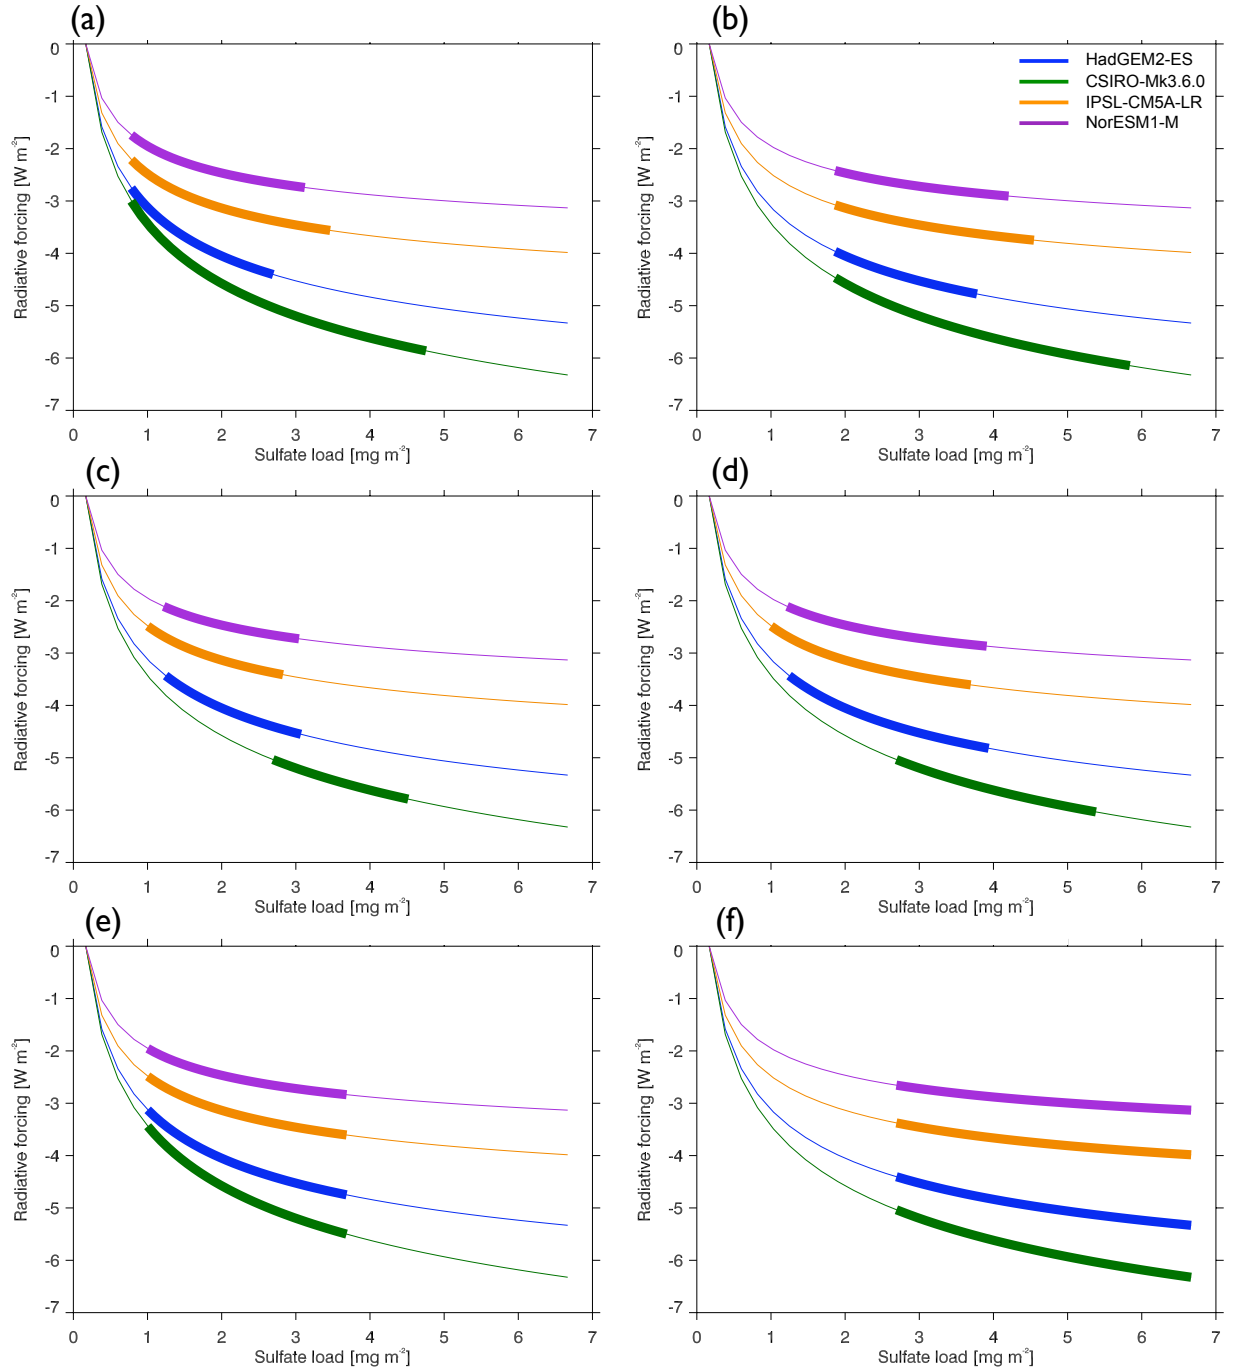 (a)
0
-1
-2
-3
-4
-5
-6
-7
Radiative forcing [W m⁻²]
0 1 2 3 4 5 6 7
Sulfate load [mg m⁻²]
(b)
HadGEM2-ES
CSIRO-Mk3.6.0
IPSL-CM5A-LR
NorESM1-M
0
-1
-2
-3
-4
-5
-6
-7
Radiative forcing [W m⁻²]
0 1 2 3 4 5 6 7
Sulfate load [mg m⁻²]
(c)
0
-1
-2
-3
-4
-5
-6
-7
Radiative forcing [W m⁻²]
0 1 2 3 4 5 6 7
Sulfate load [mg m⁻²]
(d)
0
-1
-2
-3
-4
-5
-6
-7
Radiative forcing [W m⁻²]
0 1 2 3 4 5 6 7
Sulfate load [mg m⁻²]
(e)
0
-1
-2
-3
-4
-5
-6
-7
Radiative forcing [W m⁻²]
0 1 2 3 4 5 6 7
Sulfate load [mg m⁻²]
(f)
0
-1
-2
-3
-4
-5
-6
-7
Radiative forcing [W m⁻²]
0 1 2 3 4 5 6 7
Sulfate load [mg m⁻²]